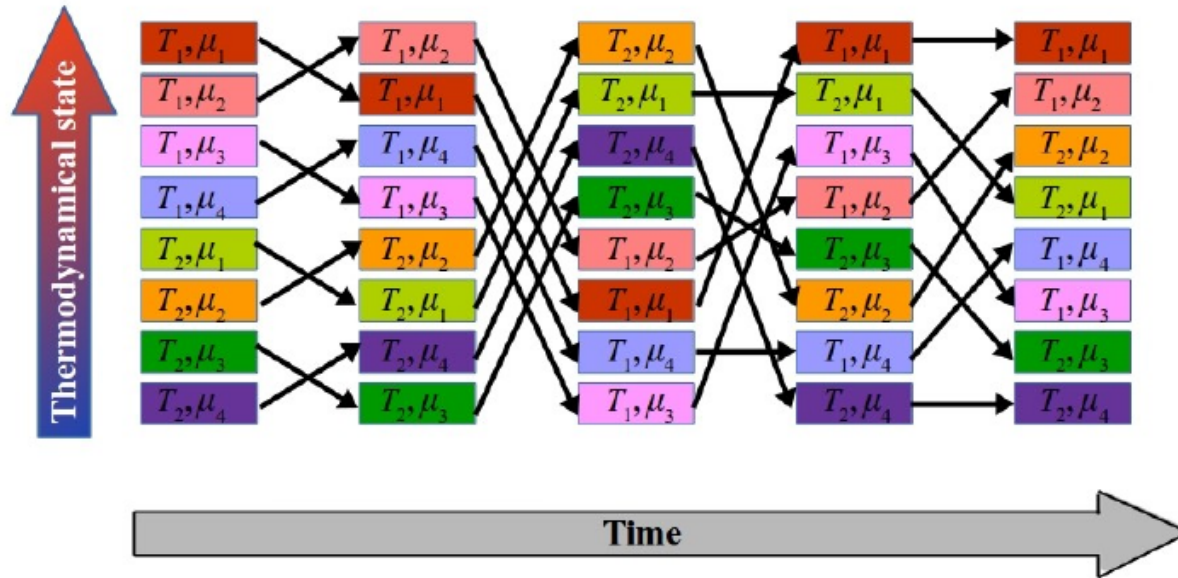 Thermodynamical state
T₁,μ₁ T₁,μ₂ T₂,μ₂ T₁,μ₁ T₁,μ₁
T₁,μ₂ T₁,μ₁ T₂,μ₁ T₂,μ₁ T₁,μ₂
T₁,μ₃ T₁,μ₄ T₂,μ₄ T₁,μ₃ T₂,μ₂
T₁,μ₄ T₁,μ₃ T₂,μ₃ T₁,μ₂ T₂,μ₁
T₂,μ₁ T₂,μ₂ T₁,μ₂ T₂,μ₃ T₁,μ₄
T₂,μ₂ T₂,μ₁ T₁,μ₁ T₂,μ₂ T₁,μ₃
T₂,μ₃ T₂,μ₄ T₁,μ₄ T₁,μ₄ T₂,μ₃
T₂,μ₄ T₂,μ₃ T₁,μ₃ T₂,μ₄ T₂,μ₄
Time